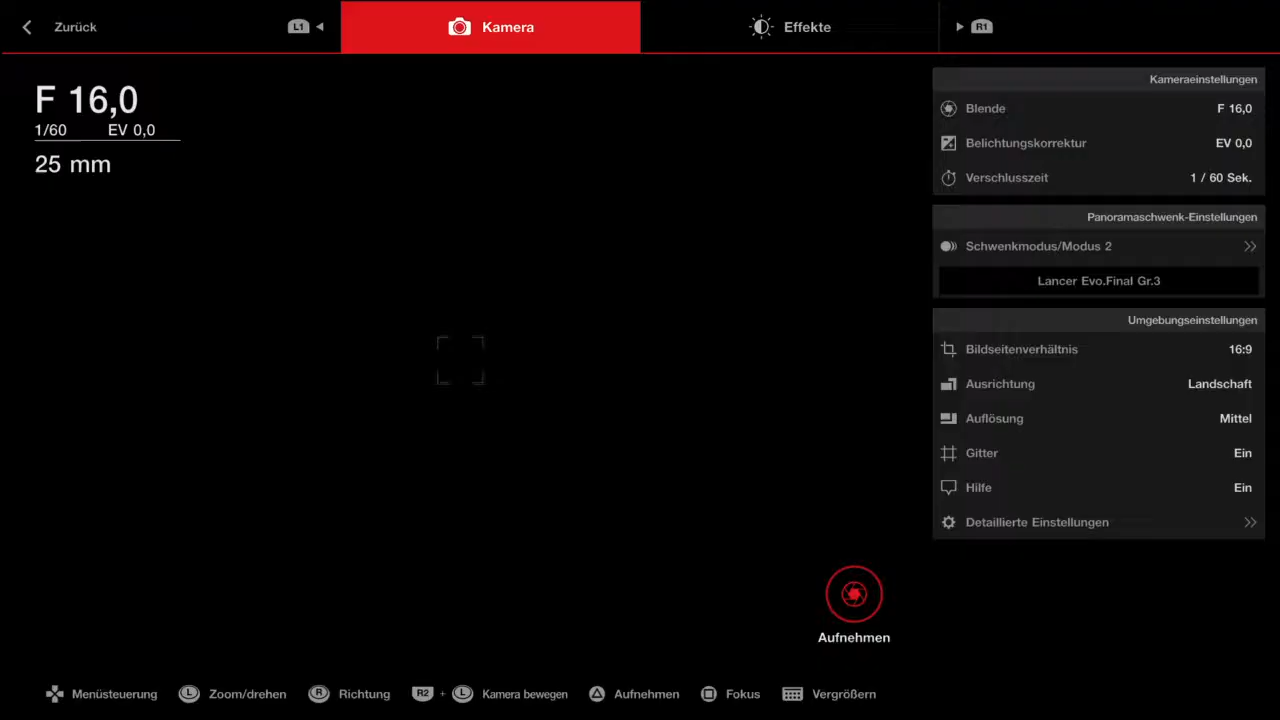 Zurück
L1
Kamera
Effekte
R1
F 16,0
1/60 EV 0,0
25 mm
Kameraeinstellungen
Blende F 16,0
Belichtungskorrektur EV 0,0
Verschlusszeit 1 / 60 Sek.
Panoramaschwenk-Einstellungen
Schwenkmodus/Modus 2
Lancer Evo.Final Gr.3
Umgebungseinstellungen
Bildseitenverhältnis 16:9
Ausrichtung Landschaft
Auflösung Mittel
Gitter Ein
Hilfe Ein
Detaillierte Einstellungen
Aufnehmen
Menüsteuerung L Zoom/drehen R Richtung R2 + L Kamera bewegen Aufnehmen Fokus Vergrößern